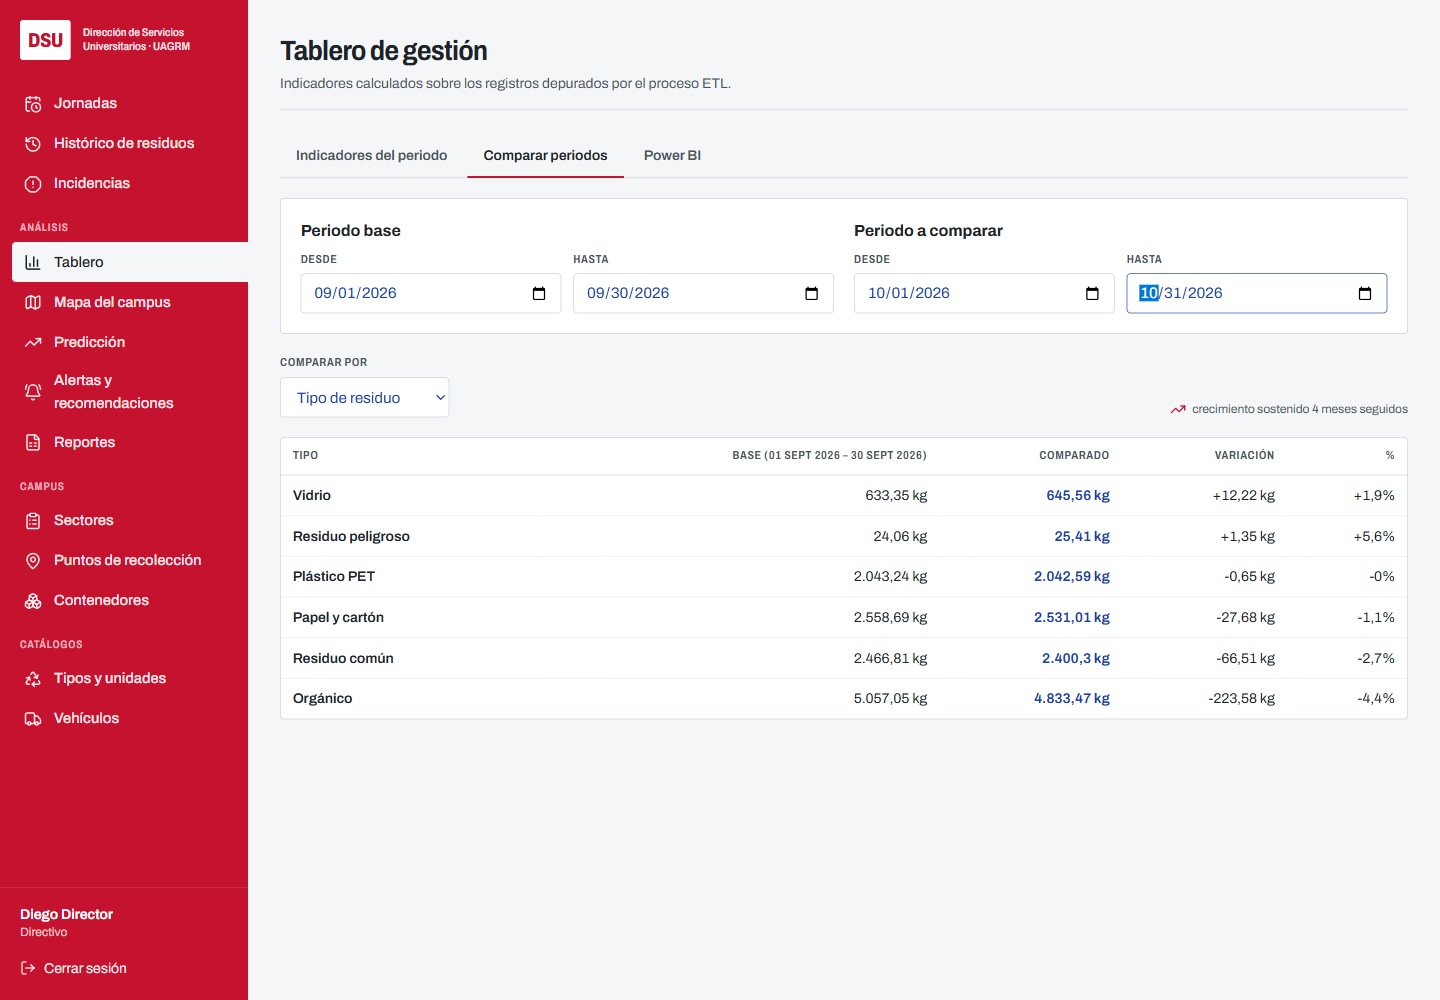 DSU
Dirección de Servicios
Universitarios · UAGRM
Jornadas
Histórico de residuos
Incidencias
ANÁLISIS
Tablero
Mapa del campus
Predicción
Alertas y
recomendaciones
Reportes
CAMPUS
Sectores
Puntos de recolección
Contenedores
CATÁLOGOS
Tipos y unidades
Vehículos
Diego Director
Directivo
Cerrar sesión
Tablero de gestión
Indicadores calculados sobre los registros depurados por el proceso ETL.
Indicadores del periodo Comparar periodos Power BI
Periodo base Periodo a comparar
DESDE HASTA DESDE HASTA
09/01/2026 09/30/2026 10/01/2026 10/31/2026
COMPARAR POR
Tipo de residuo
crecimiento sostenido 4 meses seguidos
TIPO BASE (01 SEPT 2026 – 30 SEPT 2026) COMPARADO VARIACIÓN %
Vidrio 633,35 kg 645,56 kg +12,22 kg +1,9%
Residuo peligroso 24,06 kg 25,41 kg +1,35 kg +5,6%
Plástico PET 2.043,24 kg 2.042,59 kg -0,65 kg -0%
Papel y cartón 2.558,69 kg 2.531,01 kg -27,68 kg -1,1%
Residuo común 2.466,81 kg 2.400,3 kg -66,51 kg -2,7%
Orgánico 5.057,05 kg 4.833,47 kg -223,58 kg -4,4%